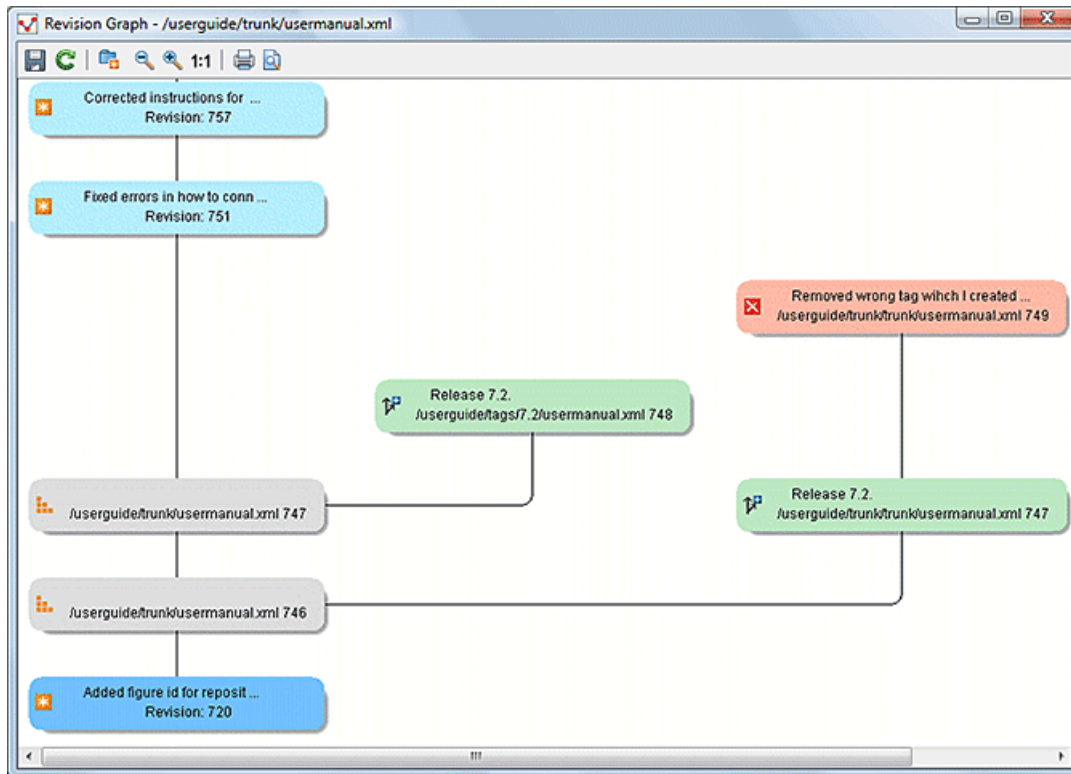 Revision Graph - /userguide/trunk/usermanual.xml
1:1
Corrected instructions for ...
Revision: 757
Fixed errors in how to conn ...
Revision: 751
Removed wrong tag wihch I created ...
/userguide/trunk/trunk/usermanual.xml 749
Release 7.2.
/userguide/tags/7.2/usermanual.xml 748
/userguide/trunk/usermanual.xml 747
Release 7.2.
/userguide/trunk/trunk/usermanual.xml 747
/userguide/trunk/usermanual.xml 746
Added figure id for reposit ...
Revision: 720